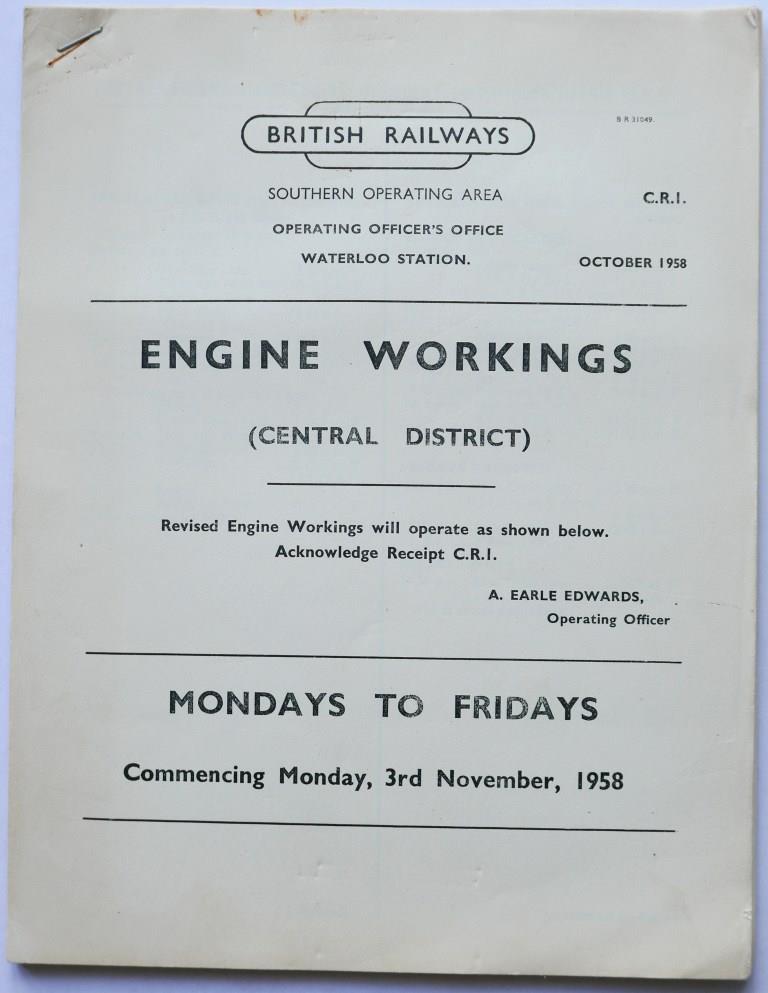 BRITISH RAILWAYS
B R 31049.
SOUTHERN OPERATING AREA
C.R.I.
OPERATING OFFICER'S OFFICE
WATERLOO STATION.
OCTOBER 1958
ENGINE WORKINGS
(CENTRAL DISTRICT)
Revised Engine Workings will operate as shown below.
Acknowledge Receipt C.R.I.
A. EARLE EDWARDS,
Operating Officer
MONDAYS TO FRIDAYS
Commencing Monday, 3rd November, 1958